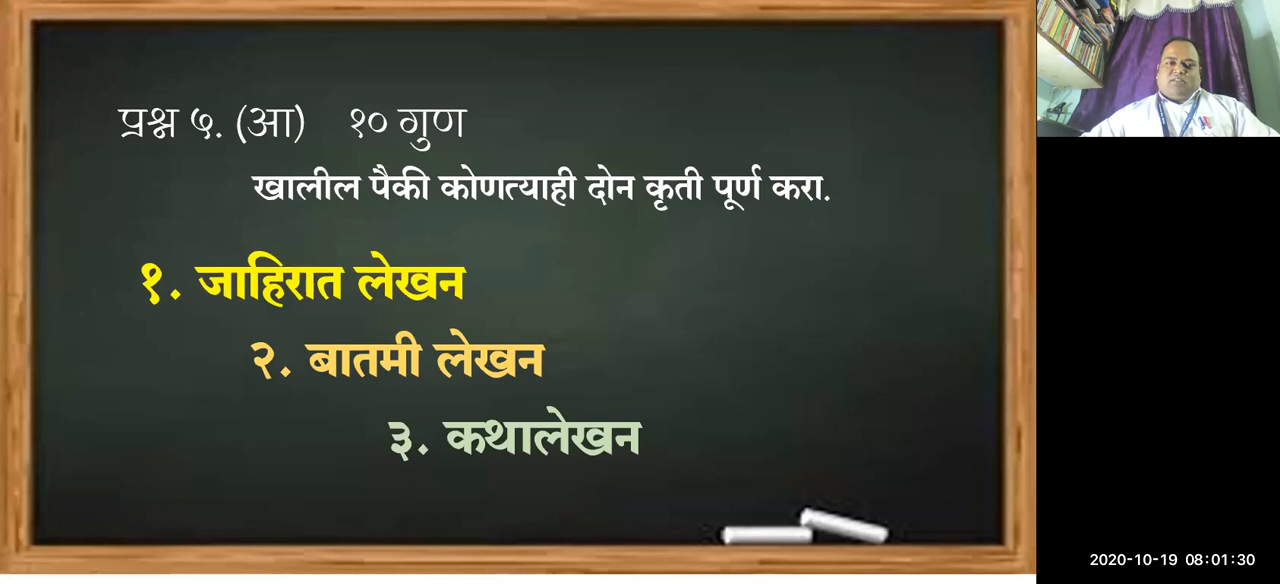 प्रश्न ५. (आ) १० गुण
खालील पैकी कोणत्याही दोन कृती पूर्ण करा.
१. जाहिरात लेखन
२. बातमी लेखन
३. कथालेखन
2020-10-19 08:01:30